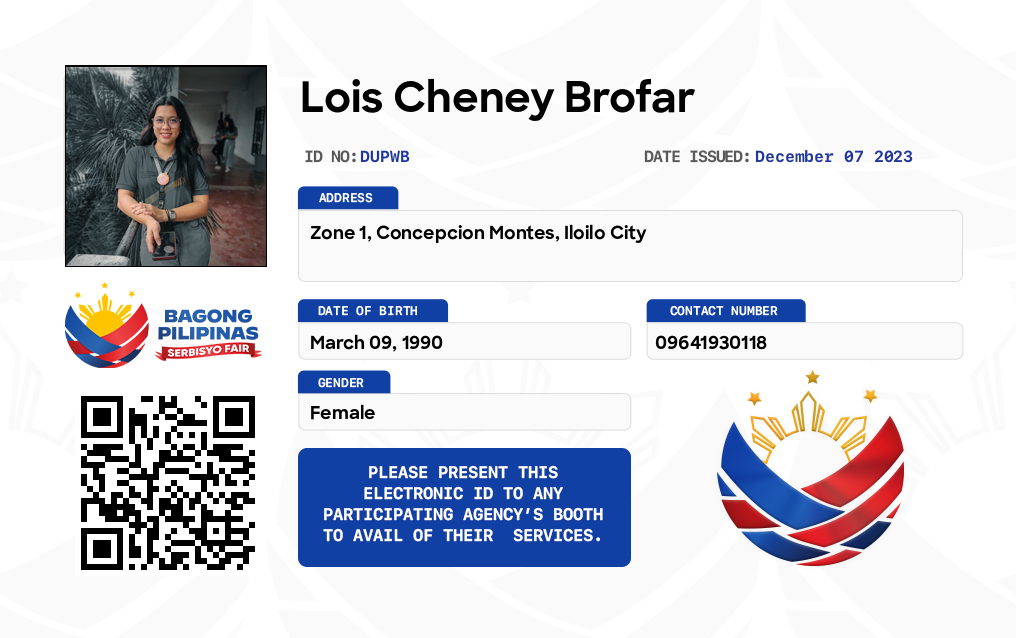 Lois Cheney Brofar
ID NO: DUPWB
DATE ISSUED: December 07 2023
ADDRESS
Zone 1, Concepcion Montes, Iloilo City
BAGONG
PILIPINAS
SERBISYO FAIR
DATE OF BIRTH
March 09, 1990
CONTACT NUMBER
09641930118
GENDER
Female
PLEASE PRESENT THIS
ELECTRONIC ID TO ANY
PARTICIPATING AGENCY'S BOOTH
TO AVAIL OF THEIR SERVICES.